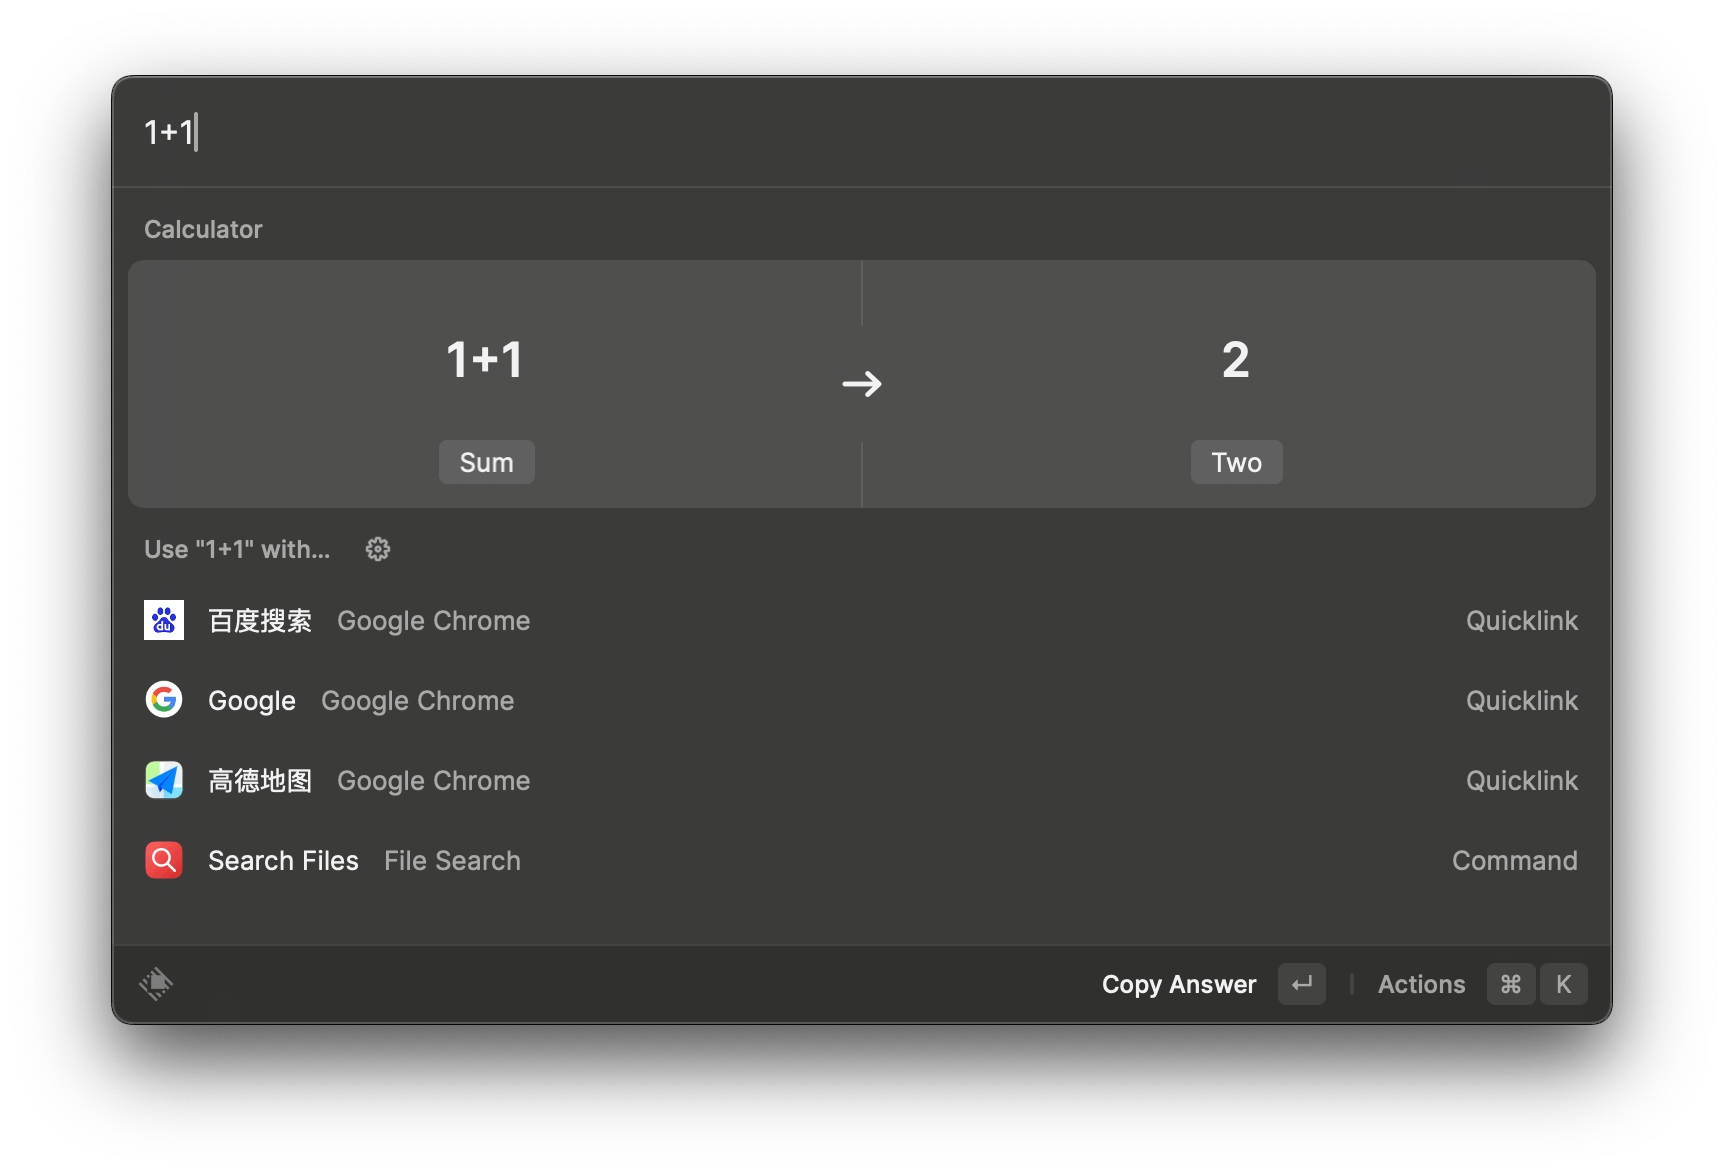 1+1
Calculator
1+1 → 2
Sum Two
Use "1+1" with...
du 百度搜索 Google Chrome Quicklink
G Google Google Chrome Quicklink
高德地图 Google Chrome Quicklink
Search Files File Search Command
Copy Answer ↵ Actions ⌘ K